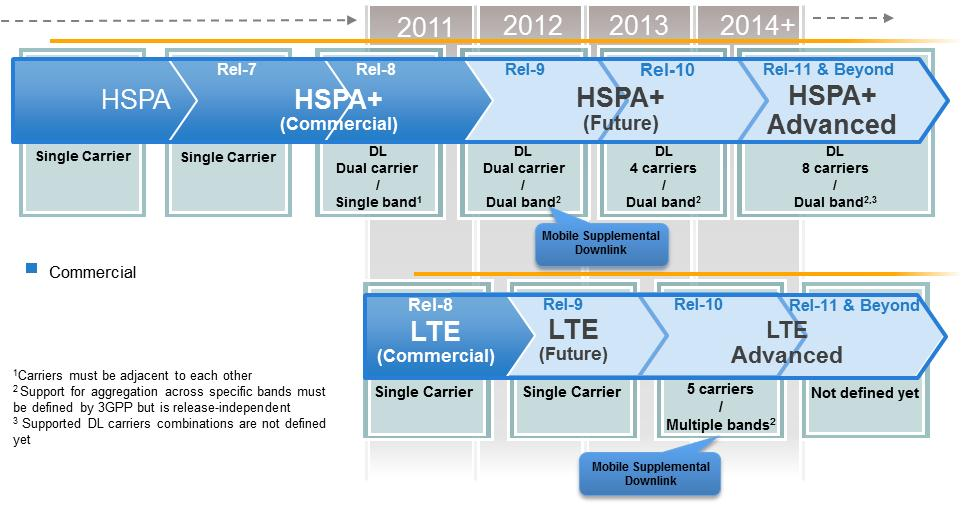 2011
2012
2013
2014+
Rel-7
Rel-8
Rel-9
Rel-10
Rel-11 & Beyond
HSPA
HSPA+
(Commercial)
HSPA+
(Future)
HSPA+
Advanced
Single Carrier
Single Carrier
DL
Dual carrier
/
Single band¹
DL
Dual carrier
/
Dual band²
DL
4 carriers
/
Dual band²
DL
8 carriers
/
Dual band²,³
Mobile Supplemental
Downlink
Commercial
Rel-8
LTE
(Commercial)
Rel-9
LTE
(Future)
Rel-10
Rel-11 & Beyond
LTE
Advanced
Single Carrier
Single Carrier
5 carriers
/
Multiple bands²
Not defined yet
Mobile Supplemental
Downlink
¹Carriers must be adjacent to each other
² Support for aggregation across specific bands must
be defined by 3GPP but is release-independent
³ Supported DL carriers combinations are not defined
yet